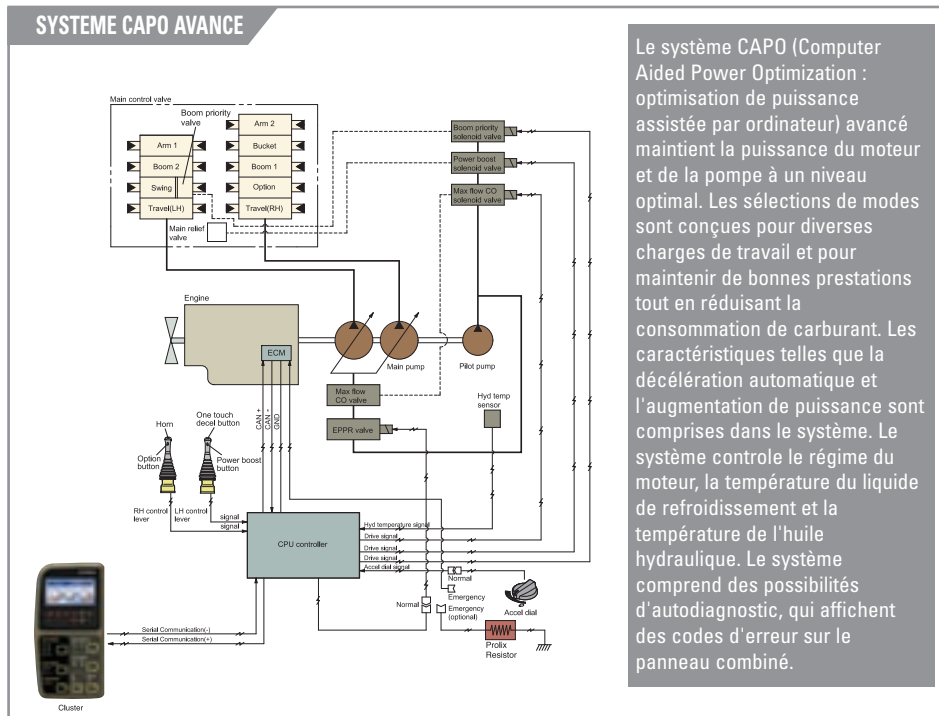 SYSTEME CAPO AVANCE
Main control valve
Boom priority
valve
Arm 1
Boom 2
Swing
Travel(LH)
Arm 2
Bucket
Boom 1
Option
Travel(RH)
Main relief
valve
Boom priority
solenoid valve
Power boost
solenoid valve
Max flow CO
solenoid valve
Engine
ECM
Main pump
Pilot pump
Max flow
CO valve
EPPR valve
Hyd temp
sensor
CAN +
CAN -
GND
Horn
Option
button
One touch
decel button
Power boost
button
RH control
lever
LH control
lever
signal
signal
CPU controller
Hyd temperature signal
Drive signal
Drive signal
Drive signal
Accel dial signal
Normal
Emergency
Accel dial
Normal
Emergency
(optional)
Prolix
Resistor
Serial Communication(-)
Serial Communication(+)
Cluster
Le système CAPO (Computer
Aided Power Optimization :
optimisation de puissance
assistée par ordinateur) avancé
maintient la puissance du moteur
et de la pompe à un niveau
optimal. Les sélections de modes
sont conçues pour diverses
charges de travail et pour
maintenir de bonnes prestations
tout en réduisant la
consommation de carburant. Les
caractéristiques telles que la
décélération automatique et
l'augmentation de puissance sont
comprises dans le système. Le
système controle le régime du
moteur, la température du liquide
de refroidissement et la
température de l'huile
hydraulique. Le système
comprend des possibilités
d'autodiagnostic, qui affichent
des codes d'erreur sur le
panneau combiné.